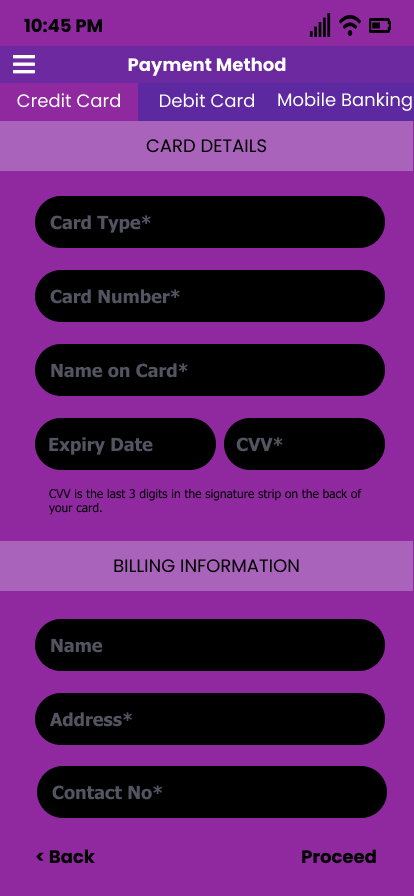 10:45 PM
Payment Method
Credit Card Debit Card Mobile Banking
CARD DETAILS
Card Type*
Card Number*
Name on Card*
Expiry Date CVV*
CVV is the last 3 digits in the signature strip on the back of
your card.
BILLING INFORMATION
Name
Address*
Contact No*
< Back Proceed